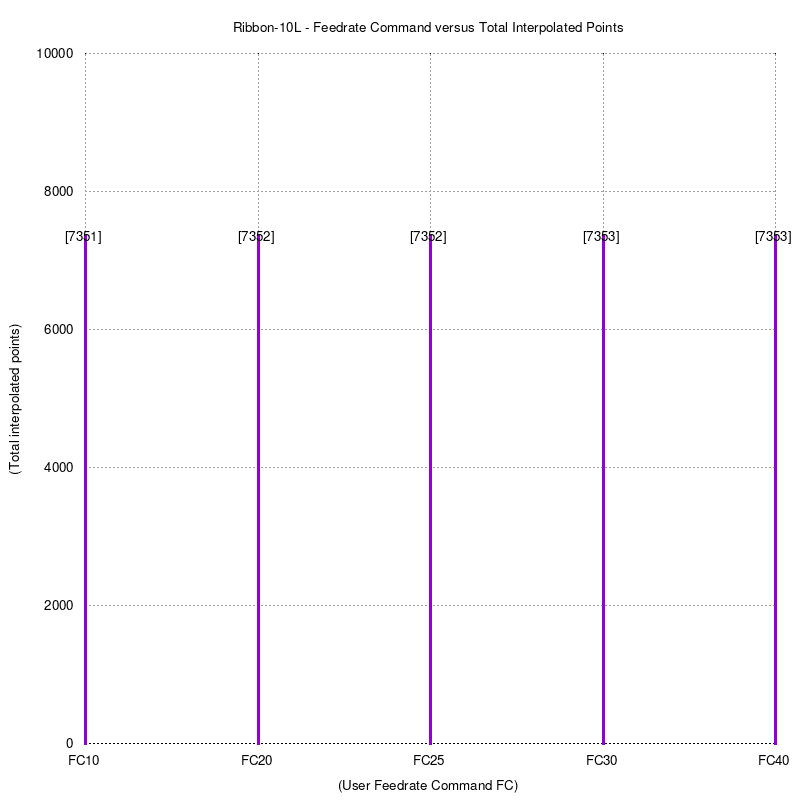 Ribbon-10L - Feedrate Command versus Total Interpolated Points
10000
8000
[7351] [7352] [7352] [7353] [7353]
6000
(Total interpolated points)
4000
2000
0
FC10 FC20 FC25 FC30 FC40
(User Feedrate Command FC)